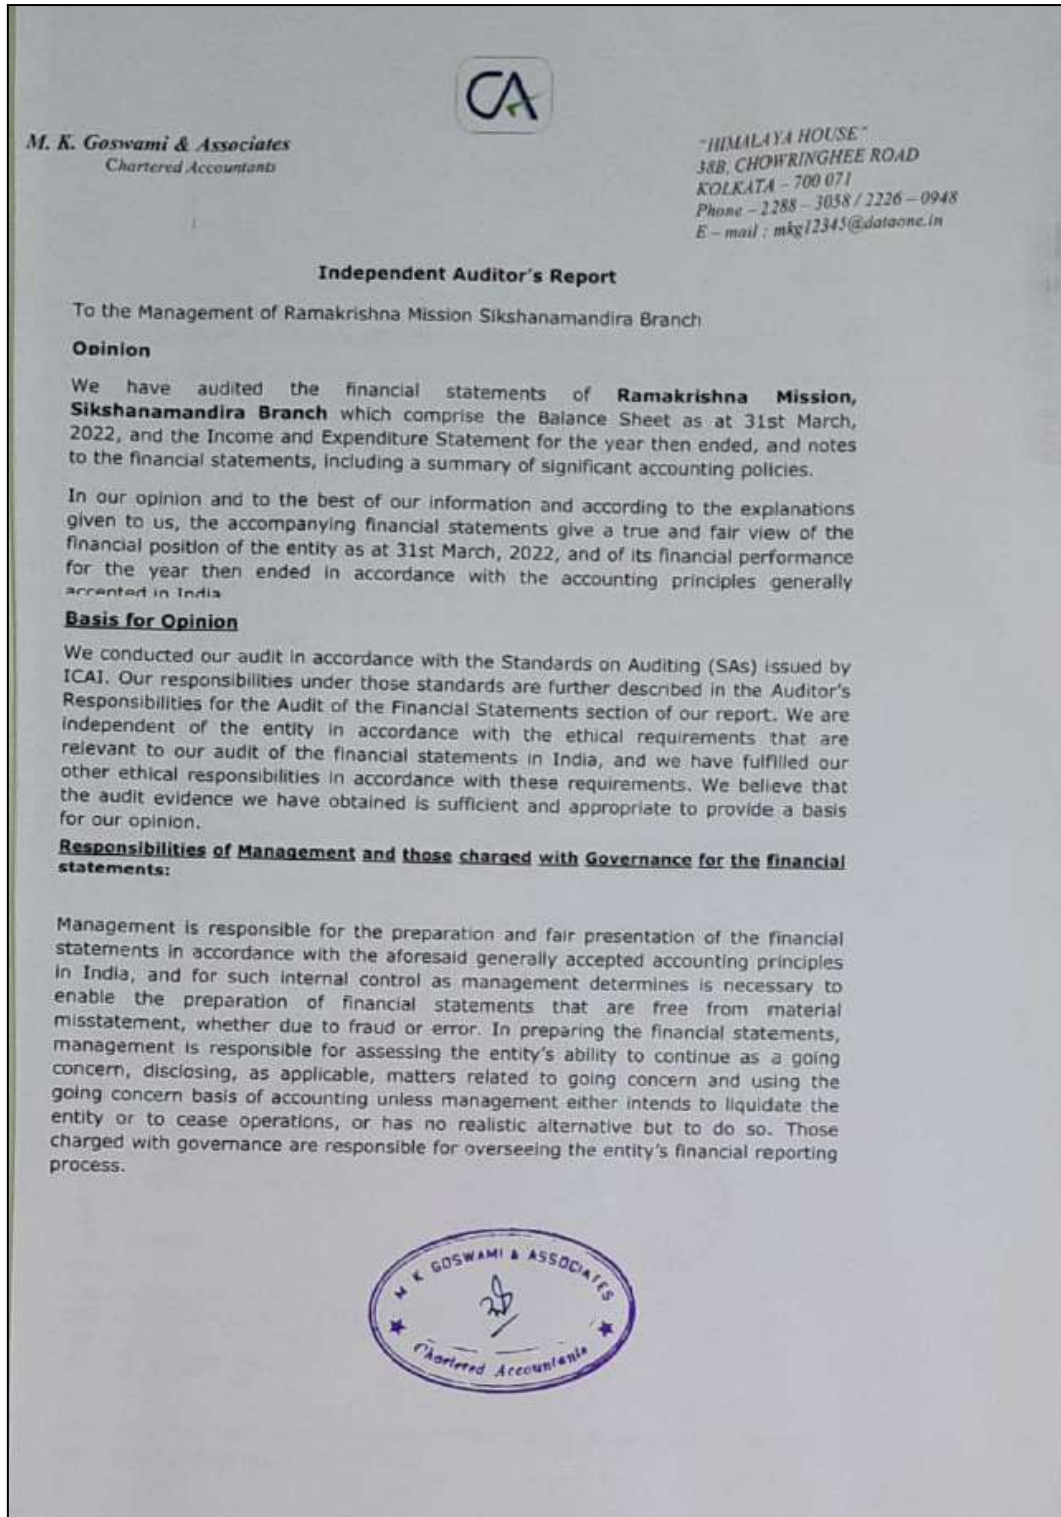 CA
M. K. Goswami & Associates
Chartered Accountants
"HIMALAYA HOUSE"
38B, CHOWRINGHEE ROAD
KOLKATA – 700 071
Phone – 2288 – 3058 / 2226 – 0948
E – mail : mkg12345@dataone.in
Independent Auditor's Report
To the Management of Ramakrishna Mission Sikshanamandira Branch
Opinion
We have audited the financial statements of Ramakrishna Mission,
Sikshanamandira Branch which comprise the Balance Sheet as at 31st March,
2022, and the Income and Expenditure Statement for the year then ended, and notes
to the financial statements, including a summary of significant accounting policies.
In our opinion and to the best of our information and according to the explanations
given to us, the accompanying financial statements give a true and fair view of the
financial position of the entity as at 31st March, 2022, and of its financial performance
for the year then ended in accordance with the accounting principles generally
accepted in India
Basis for Opinion
We conducted our audit in accordance with the Standards on Auditing (SAs) issued by
ICAI. Our responsibilities under those standards are further described in the Auditor's
Responsibilities for the Audit of the Financial Statements section of our report. We are
independent of the entity in accordance with the ethical requirements that are
relevant to our audit of the financial statements in India, and we have fulfilled our
other ethical responsibilities in accordance with these requirements. We believe that
the audit evidence we have obtained is sufficient and appropriate to provide a basis
for our opinion.
Responsibilities of Management and those charged with Governance for the financial
statements:
Management is responsible for the preparation and fair presentation of the financial
statements in accordance with the aforesaid generally accepted accounting principles
in India, and for such internal control as management determines is necessary to
enable the preparation of financial statements that are free from material
misstatement, whether due to fraud or error. In preparing the financial statements,
management is responsible for assessing the entity's ability to continue as a going
concern, disclosing, as applicable, matters related to going concern and using the
going concern basis of accounting unless management either intends to liquidate the
entity or to cease operations, or has no realistic alternative but to do so. Those
charged with governance are responsible for overseeing the entity's financial reporting
process.
M K GOSWAMI & ASSOCIATES
Chartered Accountants